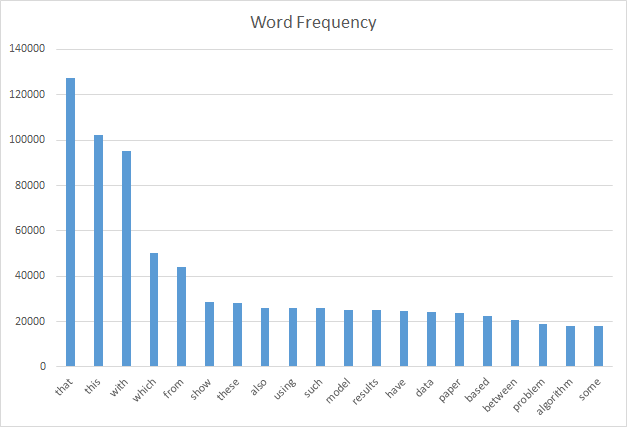 Word Frequency
140000
120000
100000
80000
60000
40000
20000
0
that
this
with
which
from
show
these
also
using
such
model
results
have
data
paper
based
between
problem
algorithm
some